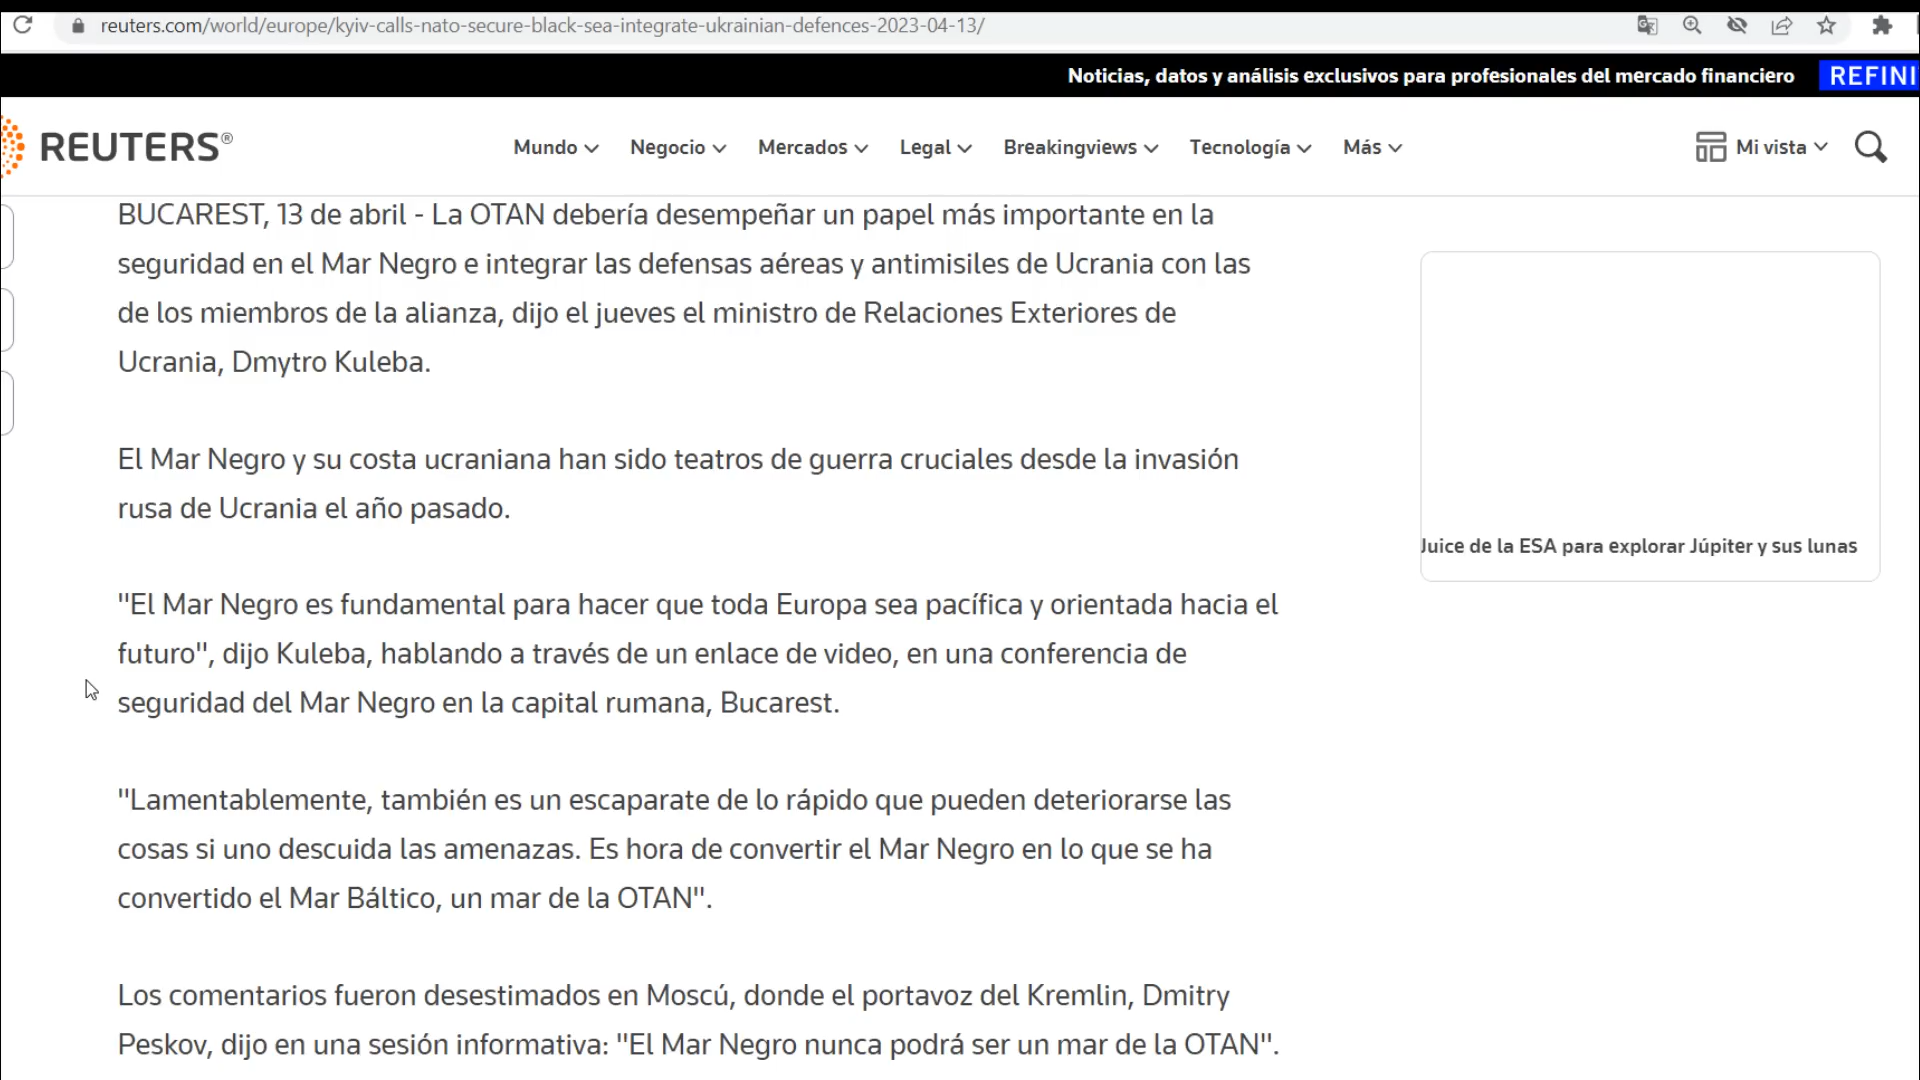 reuters.com/world/europe/kyiv-calls-nato-secure-black-sea-integrate-ukrainian-defences-2023-04-13/
Noticias, datos y análisis exclusivos para profesionales del mercado financiero REFINI
REUTERS®
Mundo Negocio Mercados Legal Breakingviews Tecnología Más Mi vista
BUCAREST, 13 de abril - La OTAN debería desempeñar un papel más importante en la
seguridad en el Mar Negro e integrar las defensas aéreas y antimisiles de Ucrania con las
de los miembros de la alianza, dijo el jueves el ministro de Relaciones Exteriores de
Ucrania, Dmytro Kuleba.
El Mar Negro y su costa ucraniana han sido teatros de guerra cruciales desde la invasión
rusa de Ucrania el año pasado.
"El Mar Negro es fundamental para hacer que toda Europa sea pacífica y orientada hacia el
futuro", dijo Kuleba, hablando a través de un enlace de video, en una conferencia de
seguridad del Mar Negro en la capital rumana, Bucarest.
"Lamentablemente, también es un escaparate de lo rápido que pueden deteriorarse las
cosas si uno descuida las amenazas. Es hora de convertir el Mar Negro en lo que se ha
convertido el Mar Báltico, un mar de la OTAN".
Los comentarios fueron desestimados en Moscú, donde el portavoz del Kremlin, Dmitry
Peskov, dijo en una sesión informativa: "El Mar Negro nunca podrá ser un mar de la OTAN".
Juice de la ESA para explorar Júpiter y sus lunas